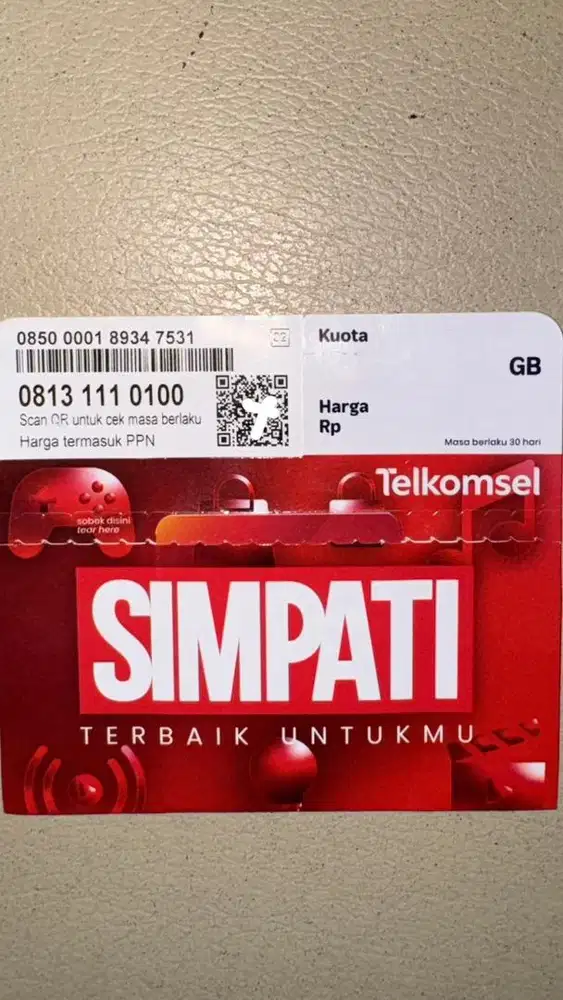 0850 0001 8934 7531
32
0813 111 0100
Scan QR untuk cek masa berlaku
Harga termasuk PPN
Kuota
GB
Harga
Rp
Masa berlaku 30 hari
Telkomsel
sobek disini
tear here
SIMPATI
TERBAIK UNTUKMU